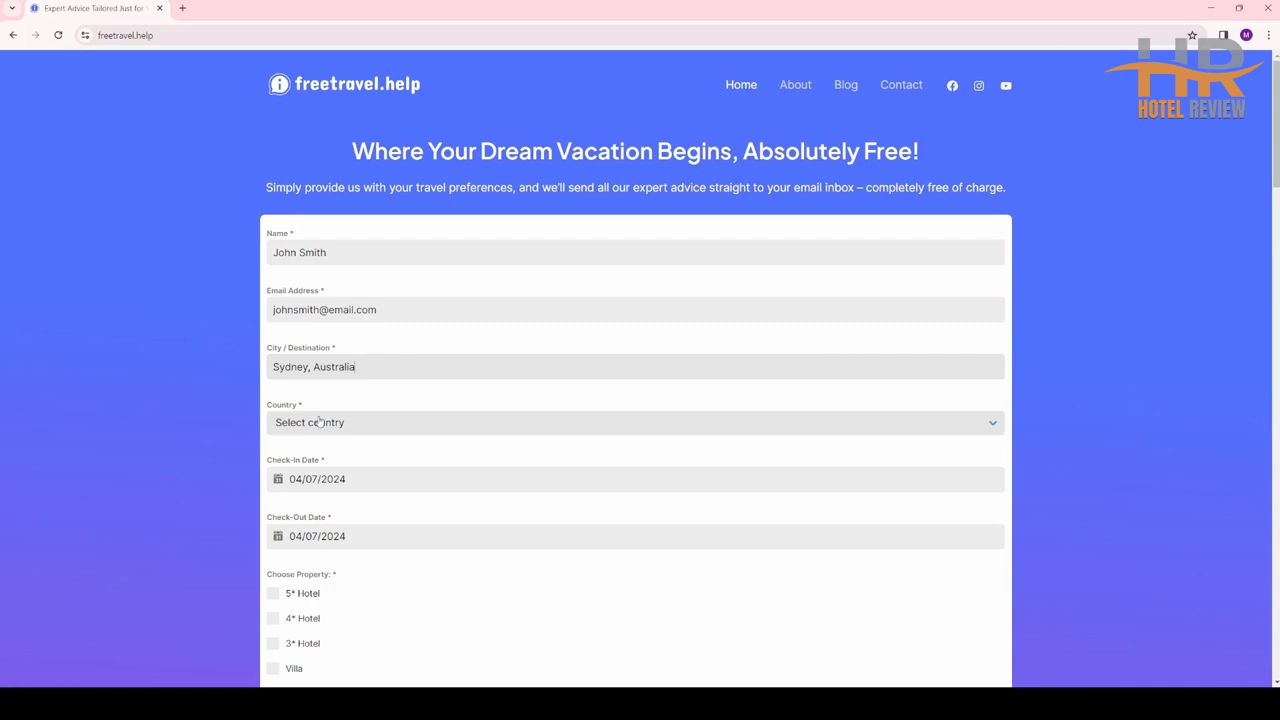 Expert Advice Tailored Just for
freetravel.help
M
HR
HOTEL REVIEW
freetravel.help
Home About Blog Contact
Where Your Dream Vacation Begins, Absolutely Free!
Simply provide us with your travel preferences, and we'll send all our expert advice straight to your email inbox – completely free of charge.
Name *
John Smith
Email Address *
johnsmith@email.com
City / Destination *
Sydney, Australia
Country *
Select country
Check-In Date *
04/07/2024
Check-Out Date *
04/07/2024
Choose Property: *
5* Hotel
4* Hotel
3* Hotel
Villa